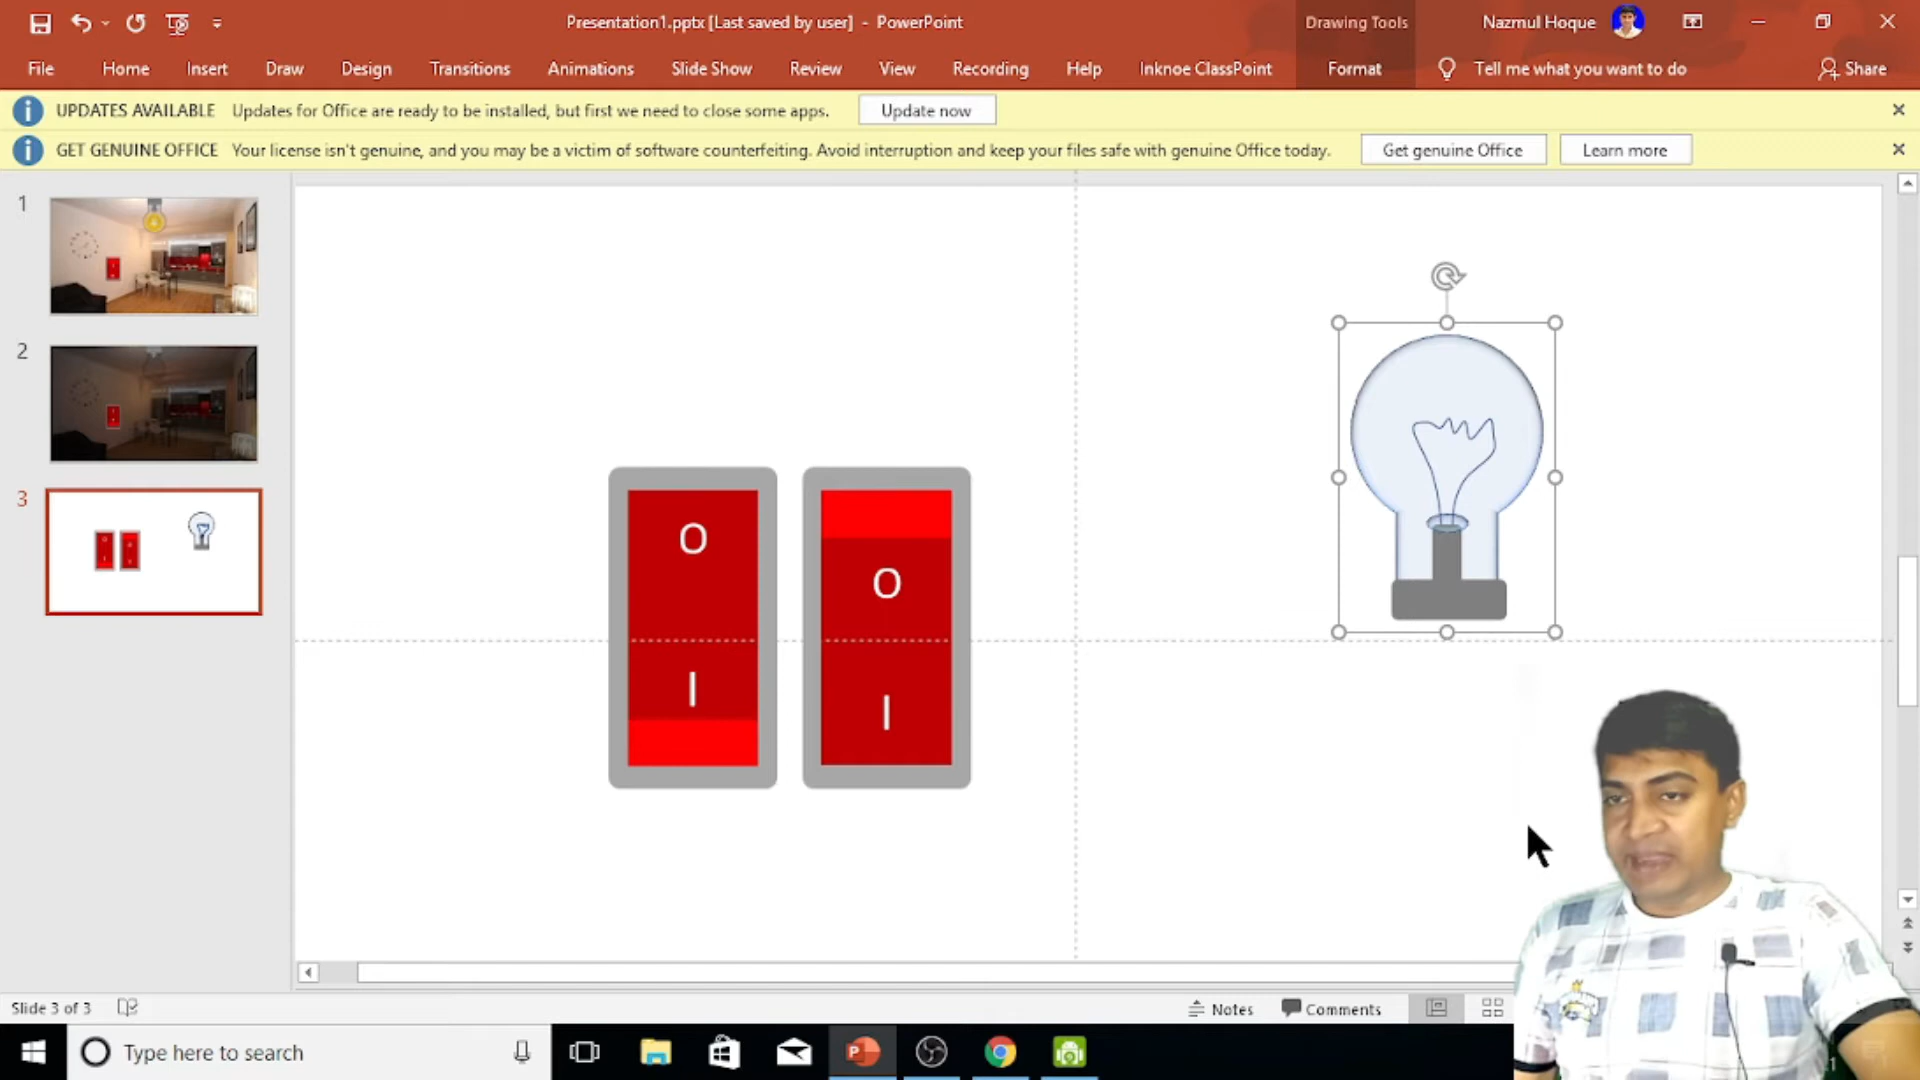 Presentation1.pptx [Last saved by user] - PowerPoint
Drawing Tools
Nazmul Hoque
File Home Insert Draw Design Transitions Animations Slide Show Review View Recording Help Inknoe ClassPoint Format Tell me what you want to do Share
UPDATES AVAILABLE Updates for Office are ready to be installed, but first we need to close some apps. Update now
GET GENUINE OFFICE Your license isn't genuine, and you may be a victim of software counterfeiting. Avoid interruption and keep your files safe with genuine Office today. Get genuine Office Learn more
1
2
3
O
I
O
I
Slide 3 of 3
Notes
Comments
Type here to search